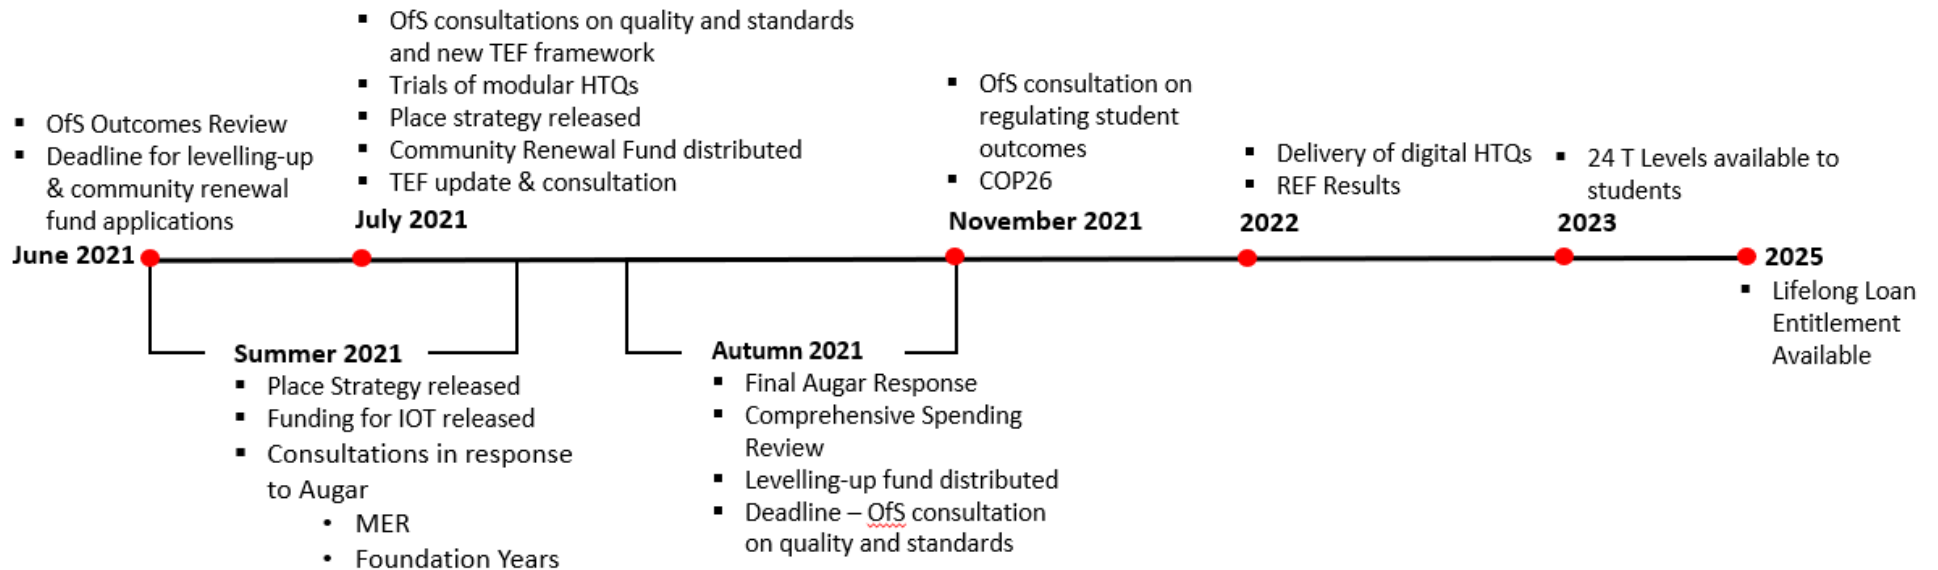 ▪ OfS Outcomes Review
▪ Deadline for levelling-up
& community renewal
fund applications
June 2021
▪ OfS consultations on quality and standards
and new TEF framework
▪ Trials of modular HTQs
▪ Place strategy released
▪ Community Renewal Fund distributed
▪ TEF update & consultation
July 2021
▪ OfS consultation on
regulating student
outcomes
▪ COP26
November 2021
▪ Delivery of digital HTQs
▪ REF Results
2022
▪ 24 T Levels available to
students
2023
2025
▪ Lifelong Loan
Entitlement
Available
Summer 2021
▪ Place Strategy released
▪ Funding for IOT released
▪ Consultations in response
to Augar
• MER
• Foundation Years
Autumn 2021
▪ Final Augar Response
▪ Comprehensive Spending
Review
▪ Levelling-up fund distributed
▪ Deadline – OfS consultation
on quality and standards